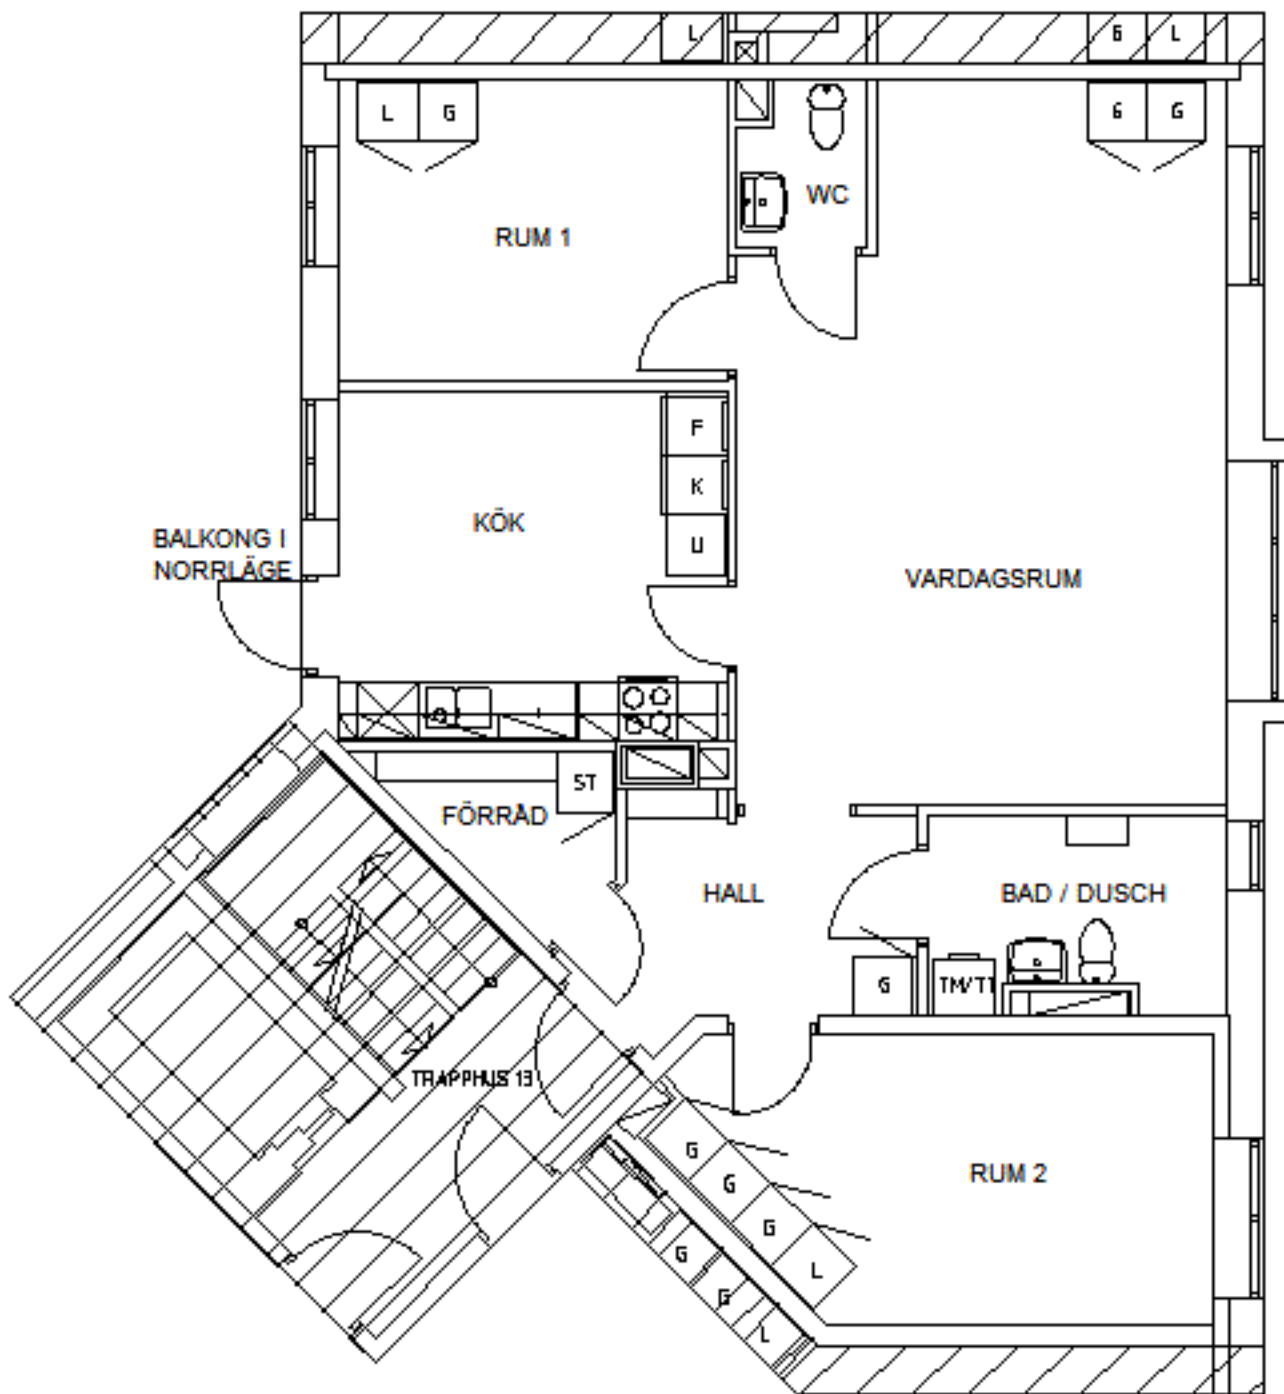 L
G
L
L
G
G
G
WC
RUM 1
F
K
U
KÖK
BALKONG I
NORRLÄGE
VARDAGSRUM
ST
FÖRRÅD
HALL
BAD / DUSCH
G
TM/TT
TRAPPHUS 13
G
G
G
L
RUM 2
G
G
L